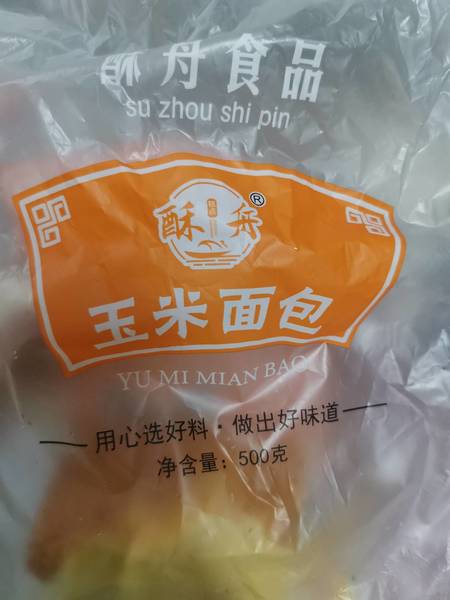 酥舟食品
su zhou shi pin
酥舟®
玉米面包
YU MI MIAN BAO
用心选好料·做出好味道
净含量：500克